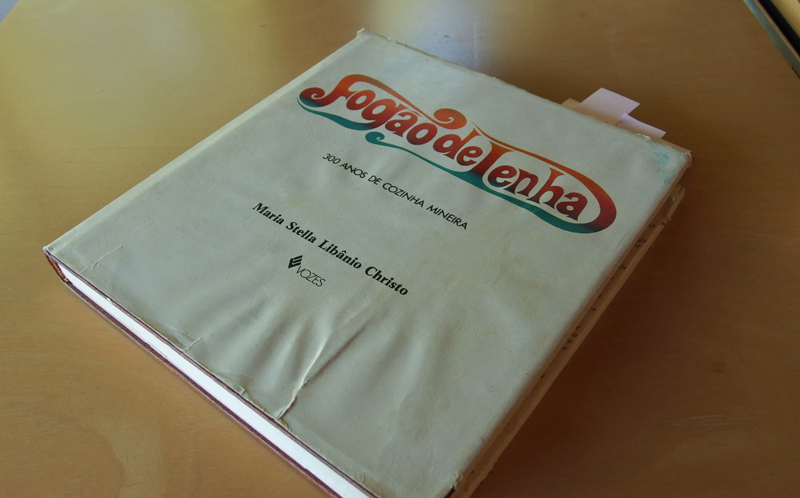 Fogão de Lenha
300 ANOS DE COZINHA MINEIRA
Maria Stella Libânio Christo
VOZES